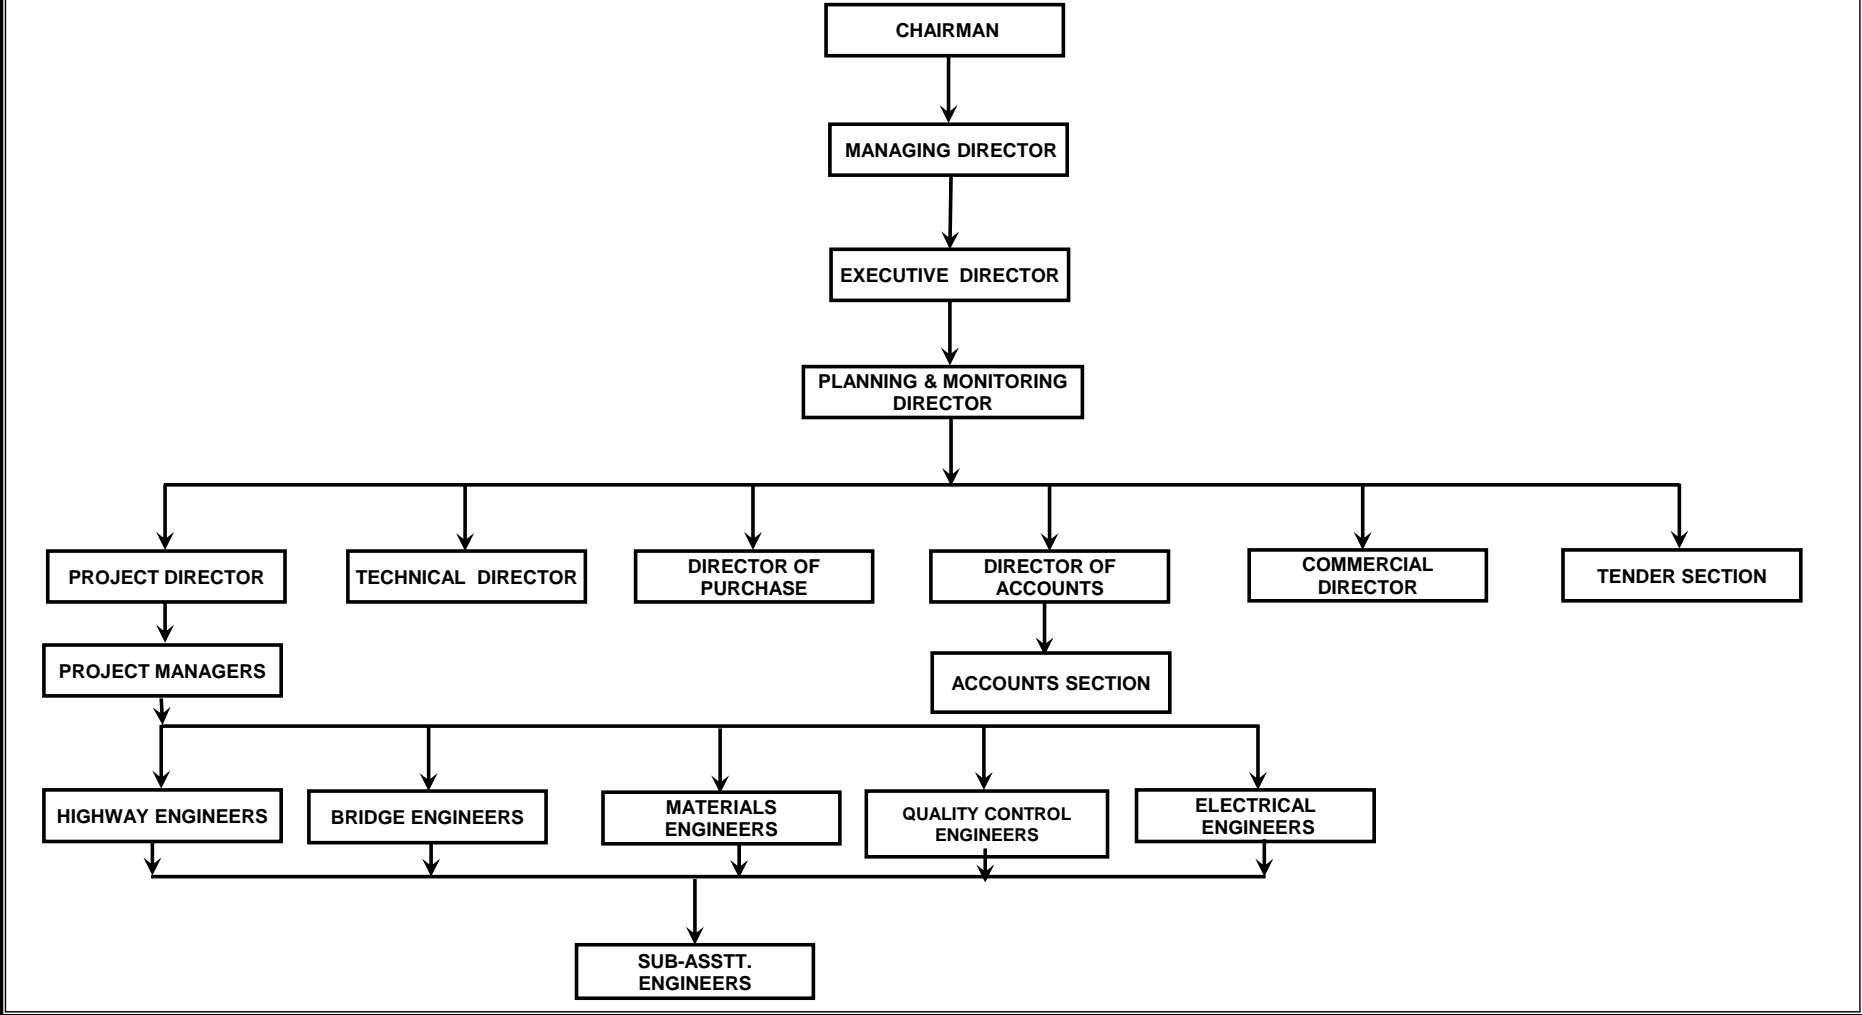 CHAIRMAN
MANAGING DIRECTOR
EXECUTIVE DIRECTOR
PLANNING & MONITORING
DIRECTOR
PROJECT DIRECTOR
TECHNICAL DIRECTOR
DIRECTOR OF
PURCHASE
DIRECTOR OF
ACCOUNTS
COMMERCIAL
DIRECTOR
TENDER SECTION
PROJECT MANAGERS
ACCOUNTS SECTION
HIGHWAY ENGINEERS
BRIDGE ENGINEERS
MATERIALS
ENGINEERS
QUALITY CONTROL
ENGINEERS
ELECTRICAL
ENGINEERS
SUB-ASSTT.
ENGINEERS